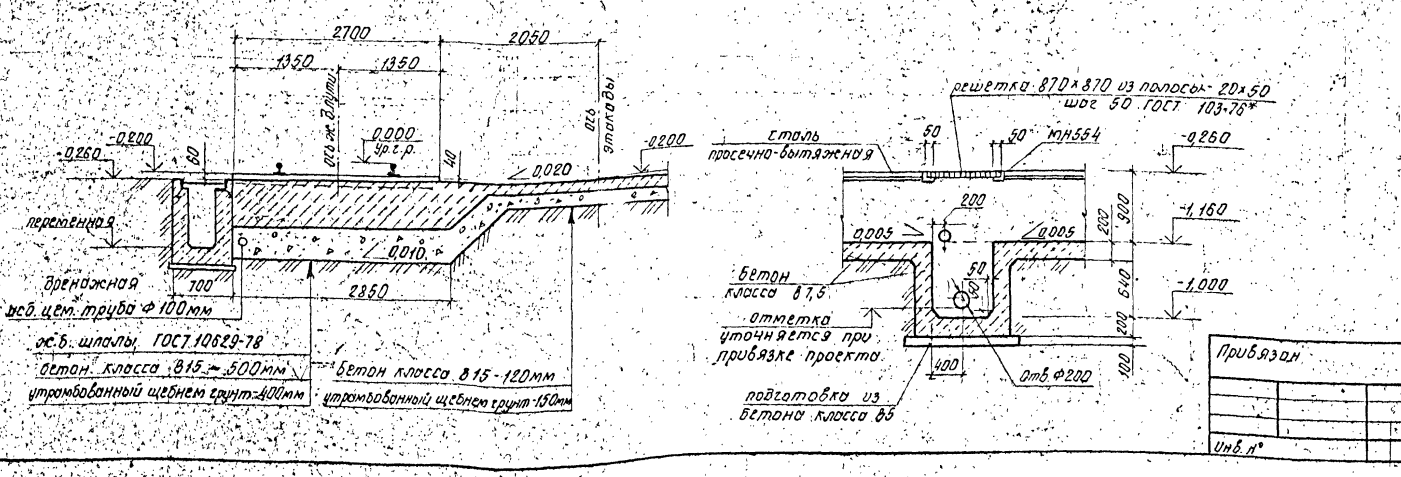 2700
2050
1350
1350
ось ж.д.пути
ось
этакады
0,000
ур.г.р.
-0,200
-0,260
60
40
0,020
-0,200
переменная
0,010
700
2850
дренажная
асб. цем. труба Ф 100мм
ж.б. шпалы ГОСТ 10629-78
бетон класса В15 - 500мм
утрамбованный щебнем грунт-400мм
бетон класса В15-120мм
утрамбованный щебнем грунт-150мм
решетка 870×870 из полосы- 20×50
шаг 50 ГОСТ 103-76*
сталь
просечно-вытяжная
50
50
МН554
-0,260
200
200
900
-1,160
0,005
0,005
бетон
класса В7,5
50
50
640
-1,000
отметка
уточняется при
привязке проекта
200
100
400
Отв.Ф200
подготовка из
бетона класса В5
Привязан
Инв.№